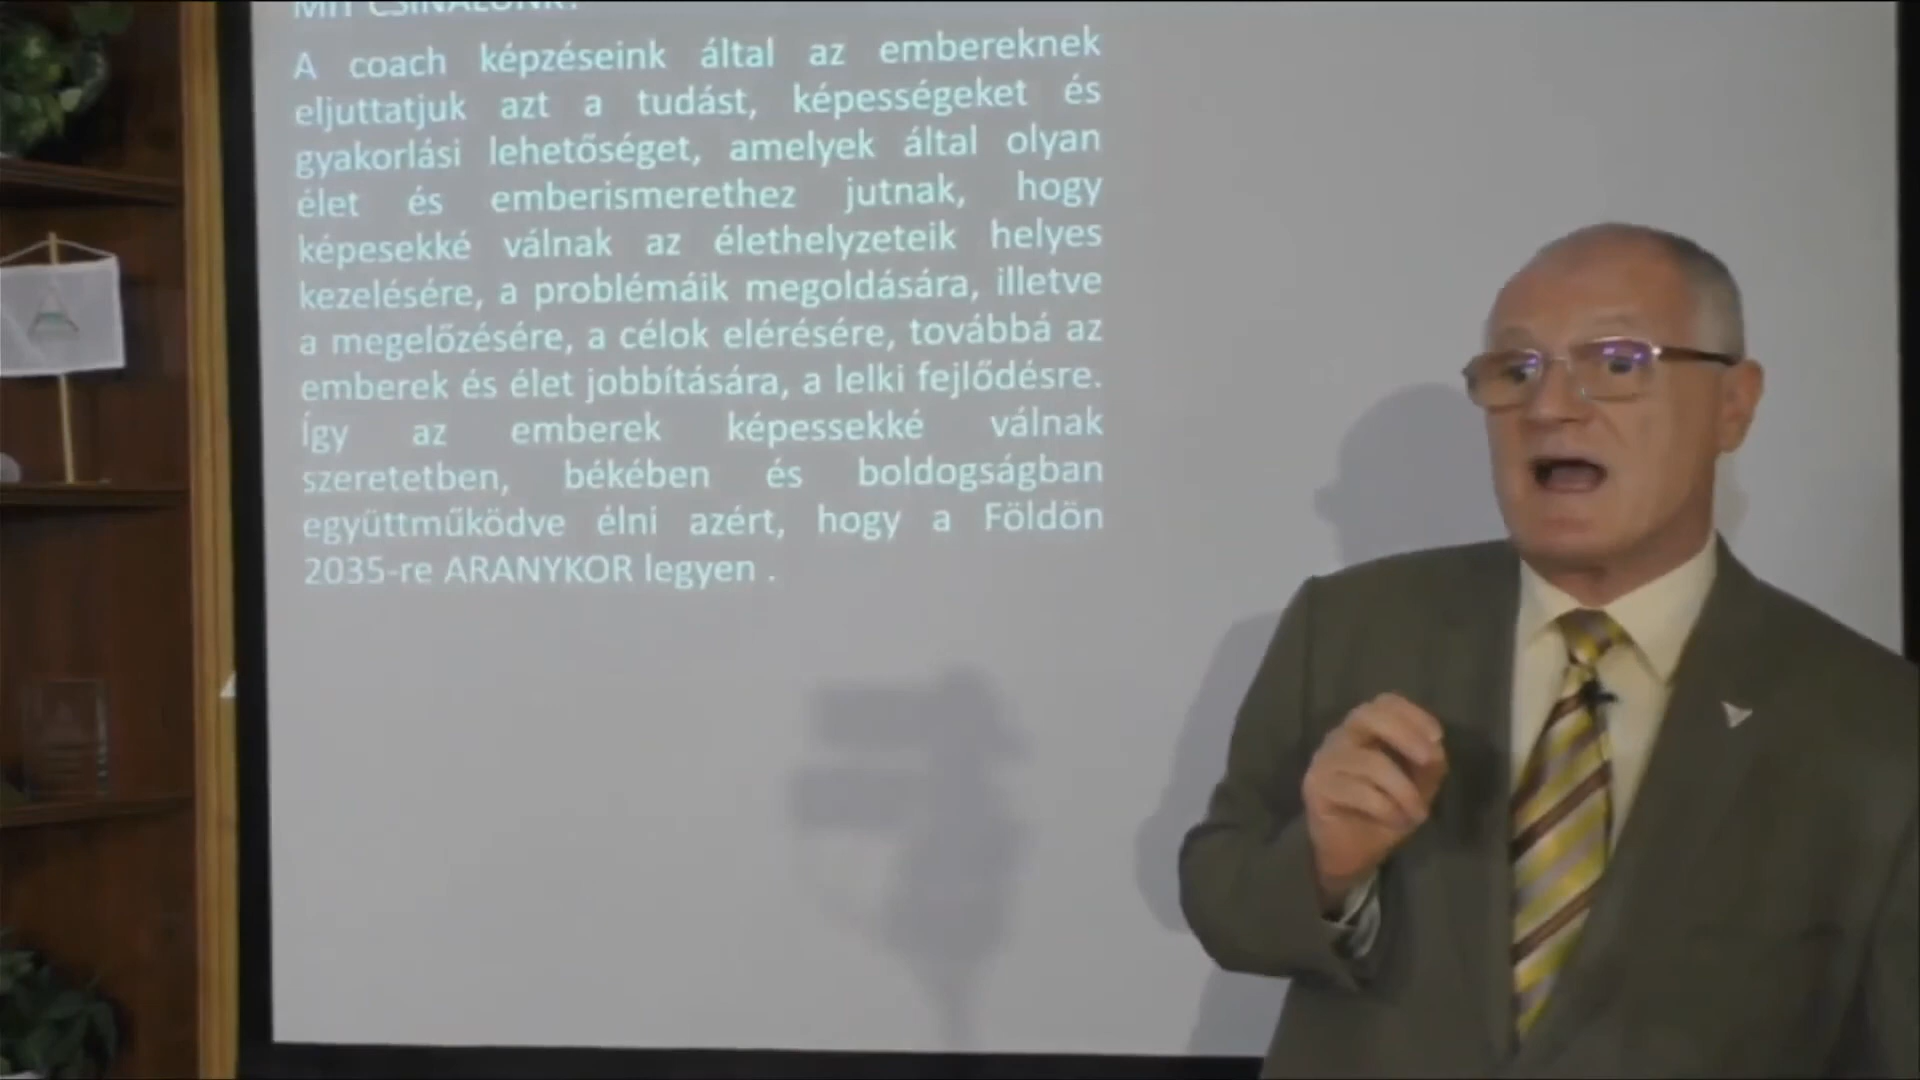 MIT CSINÁLUNK?
A coach képzéseink által az embereknek
eljuttatjuk azt a tudást, képességeket és
gyakorlási lehetőséget, amelyek által olyan
élet és emberismerethez jutnak, hogy
képesekké válnak az élethelyzeteik helyes
kezelésére, a problémáik megoldására, illetve
a megelőzésére, a célok elérésére, továbbá az
emberek és élet jobbítására, a lelki fejlődésre.
Így az emberek képessekké válnak
szeretetben, békében és boldogságban
együttműködve élni azért, hogy a Földön
2035-re ARANYKOR legyen .